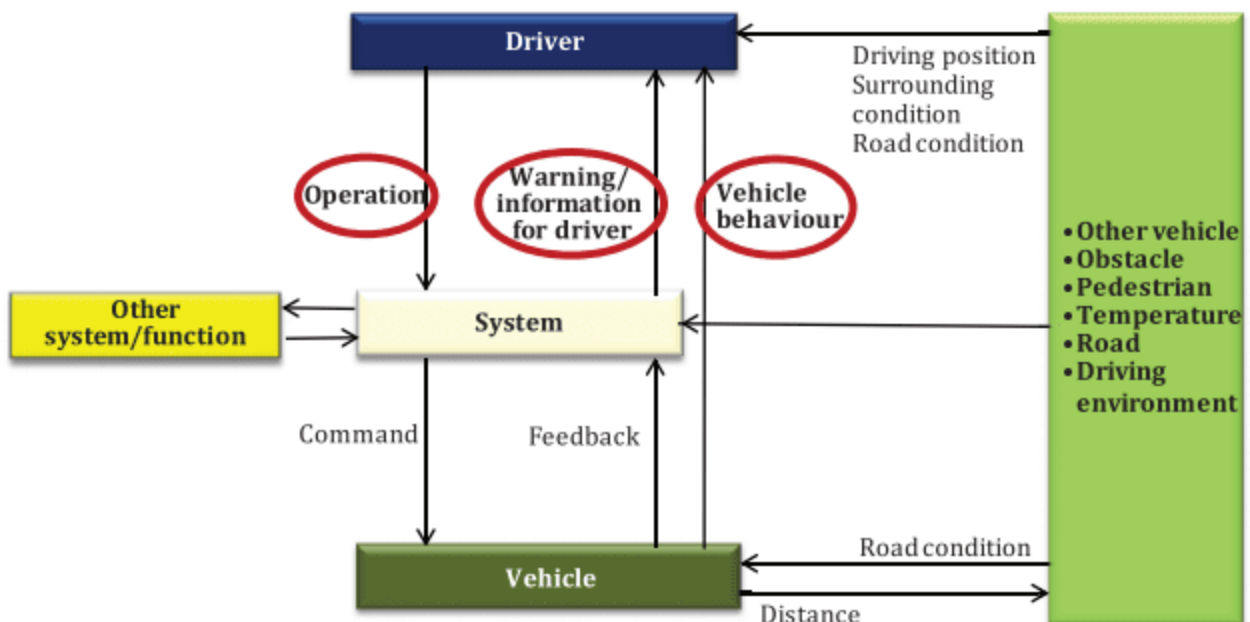 Driver
Driving position
Surrounding
condition
Road condition
Operation
Warning/
information
for driver
Vehicle
behaviour
•Other vehicle
•Obstacle
•Pedestrian
•Temperature
•Road
•Driving
environment
Other
system/function
System
Command
Feedback
Vehicle
Road condition
Distance